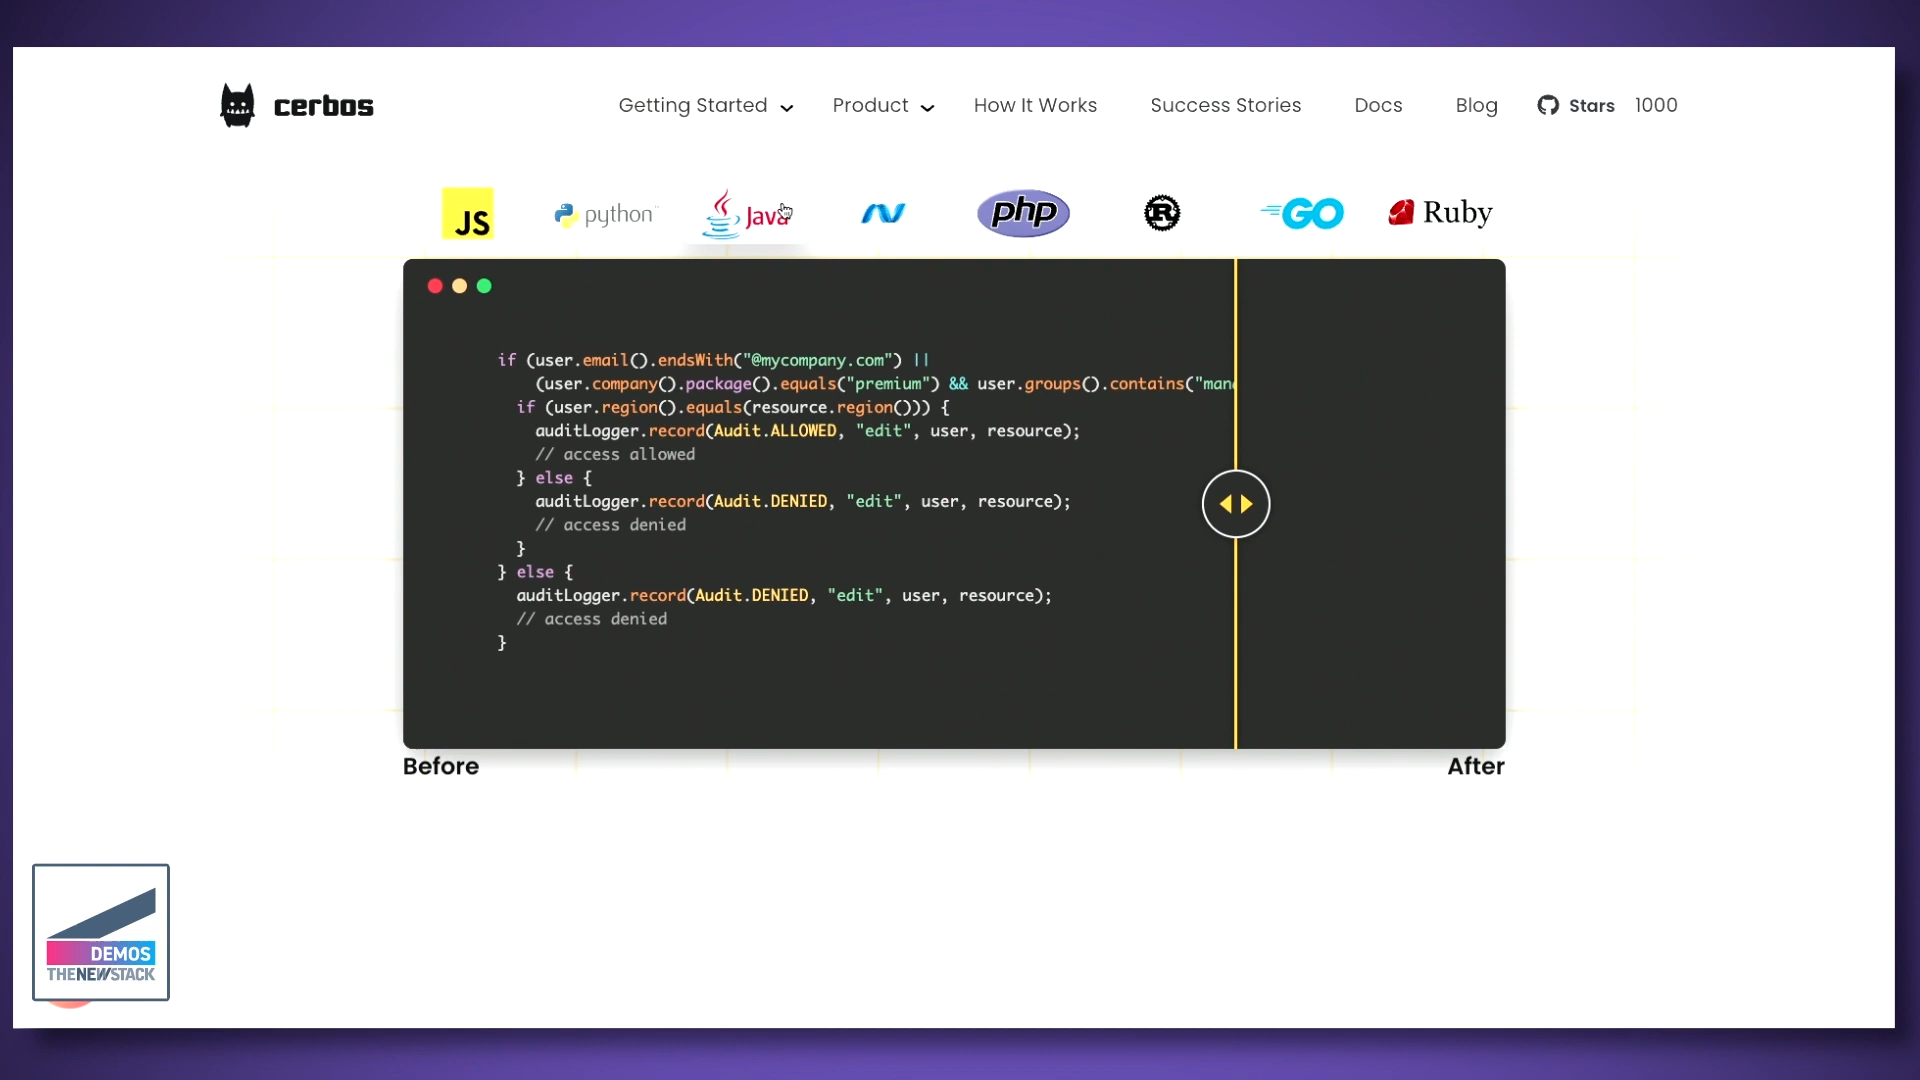 cerbos
Getting Started
Product
How It Works
Success Stories
Docs
Blog
Stars 1000
JS
python
Java
php
R
GO
Ruby
if (user.email().endsWith("@mycompany.com") ||
(user.company().package().equals("premium") && user.groups().contains("man
if (user.region().equals(resource.region())) {
auditLogger.record(Audit.ALLOWED, "edit", user, resource);
// access allowed
} else {
auditLogger.record(Audit.DENIED, "edit", user, resource);
// access denied
}
} else {
auditLogger.record(Audit.DENIED, "edit", user, resource);
// access denied
}
Before
After
DEMOS
THENEWSTACK